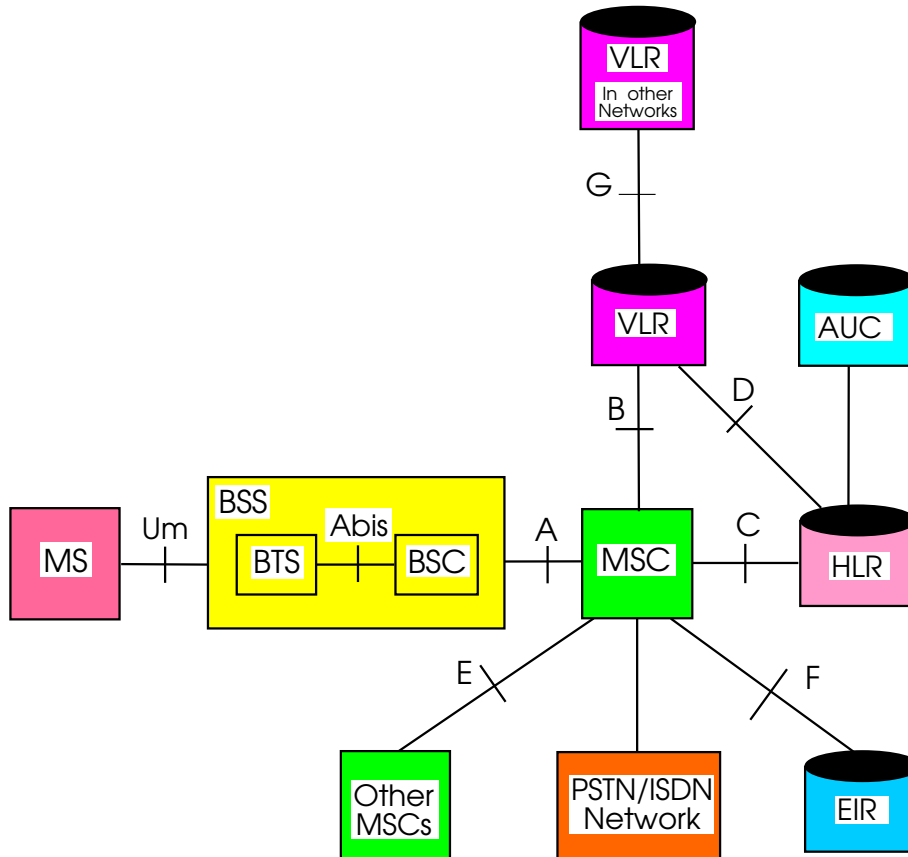 VLR
In other
Networks
G
VLR
AUC
D
B
BSS
Um
Abis
A
C
MS
BTS
BSC
MSC
HLR
E
F
Other
MSCs
PSTN/ISDN
Network
EIR